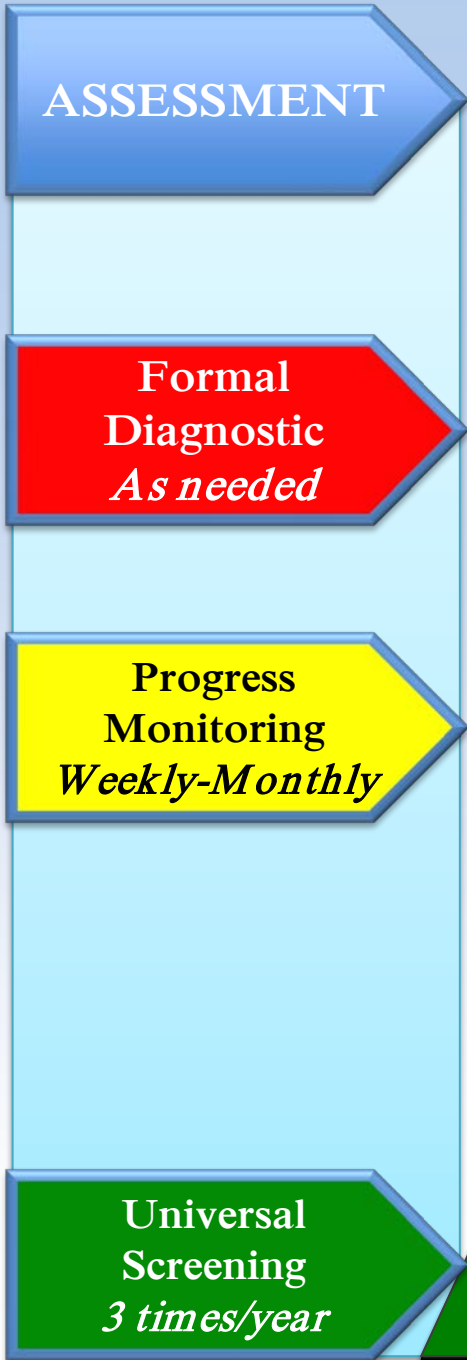 ASSESSMENT
Formal
Diagnostic
As needed
Progress
Monitoring
Weekly-Monthly
Universal
Screening
3 times/year